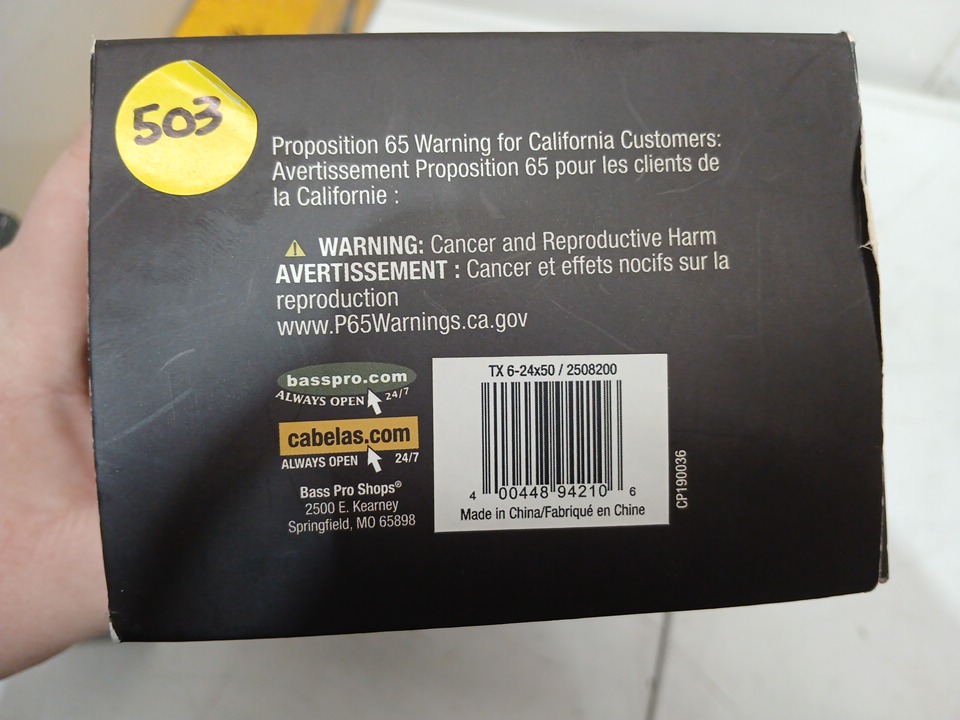 503
Proposition 65 Warning for California Customers:
Avertissement Proposition 65 pour les clients de
la Californie :
WARNING: Cancer and Reproductive Harm
AVERTISSEMENT : Cancer et effets nocifs sur la
reproduction
www.P65Warnings.ca.gov
basspro.com
ALWAYS OPEN 24/7
cabelas.com
ALWAYS OPEN 24/7
Bass Pro Shops®
2500 E. Kearney
Springfield, MO 65898
TX 6-24x50 / 2508200
4 00448 94210 6
Made in China/Fabriqué en Chine
CP190036